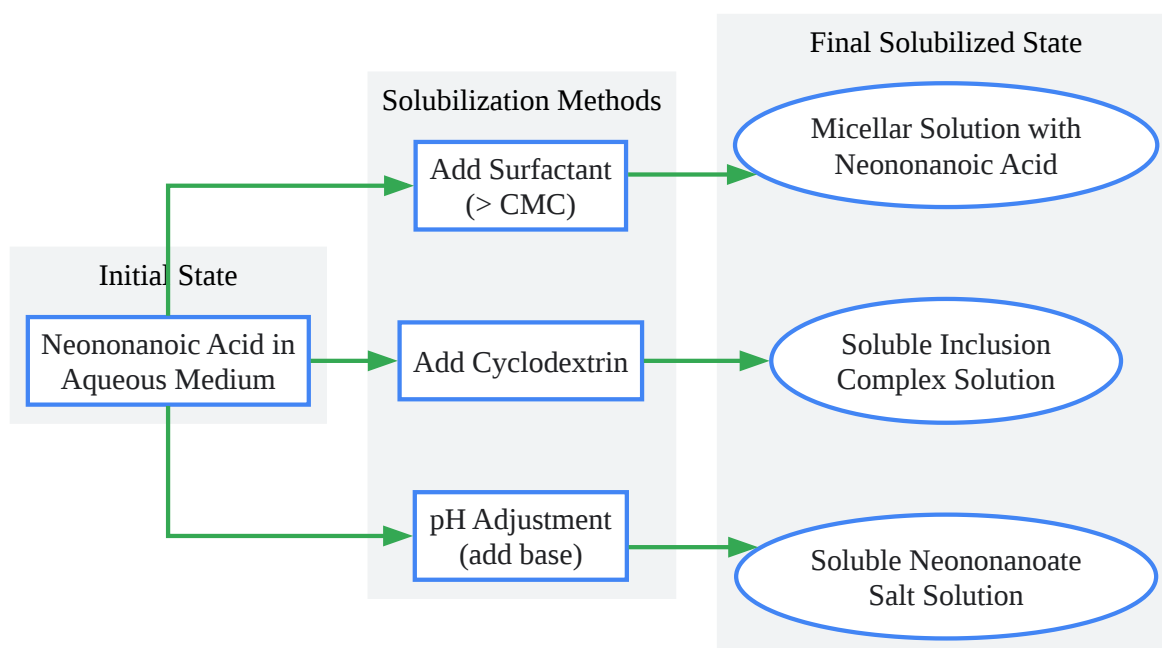 Final Solubilized State
Solubilization Methods
Micellar Solution with
Neononanoic Acid
Add Surfactant
(> CMC)
Initial State
Neononanoic Acid in
Aqueous Medium
Add Cyclodextrin
Soluble Inclusion
Complex Solution
pH Adjustment
(add base)
Soluble Neononanoate
Salt Solution